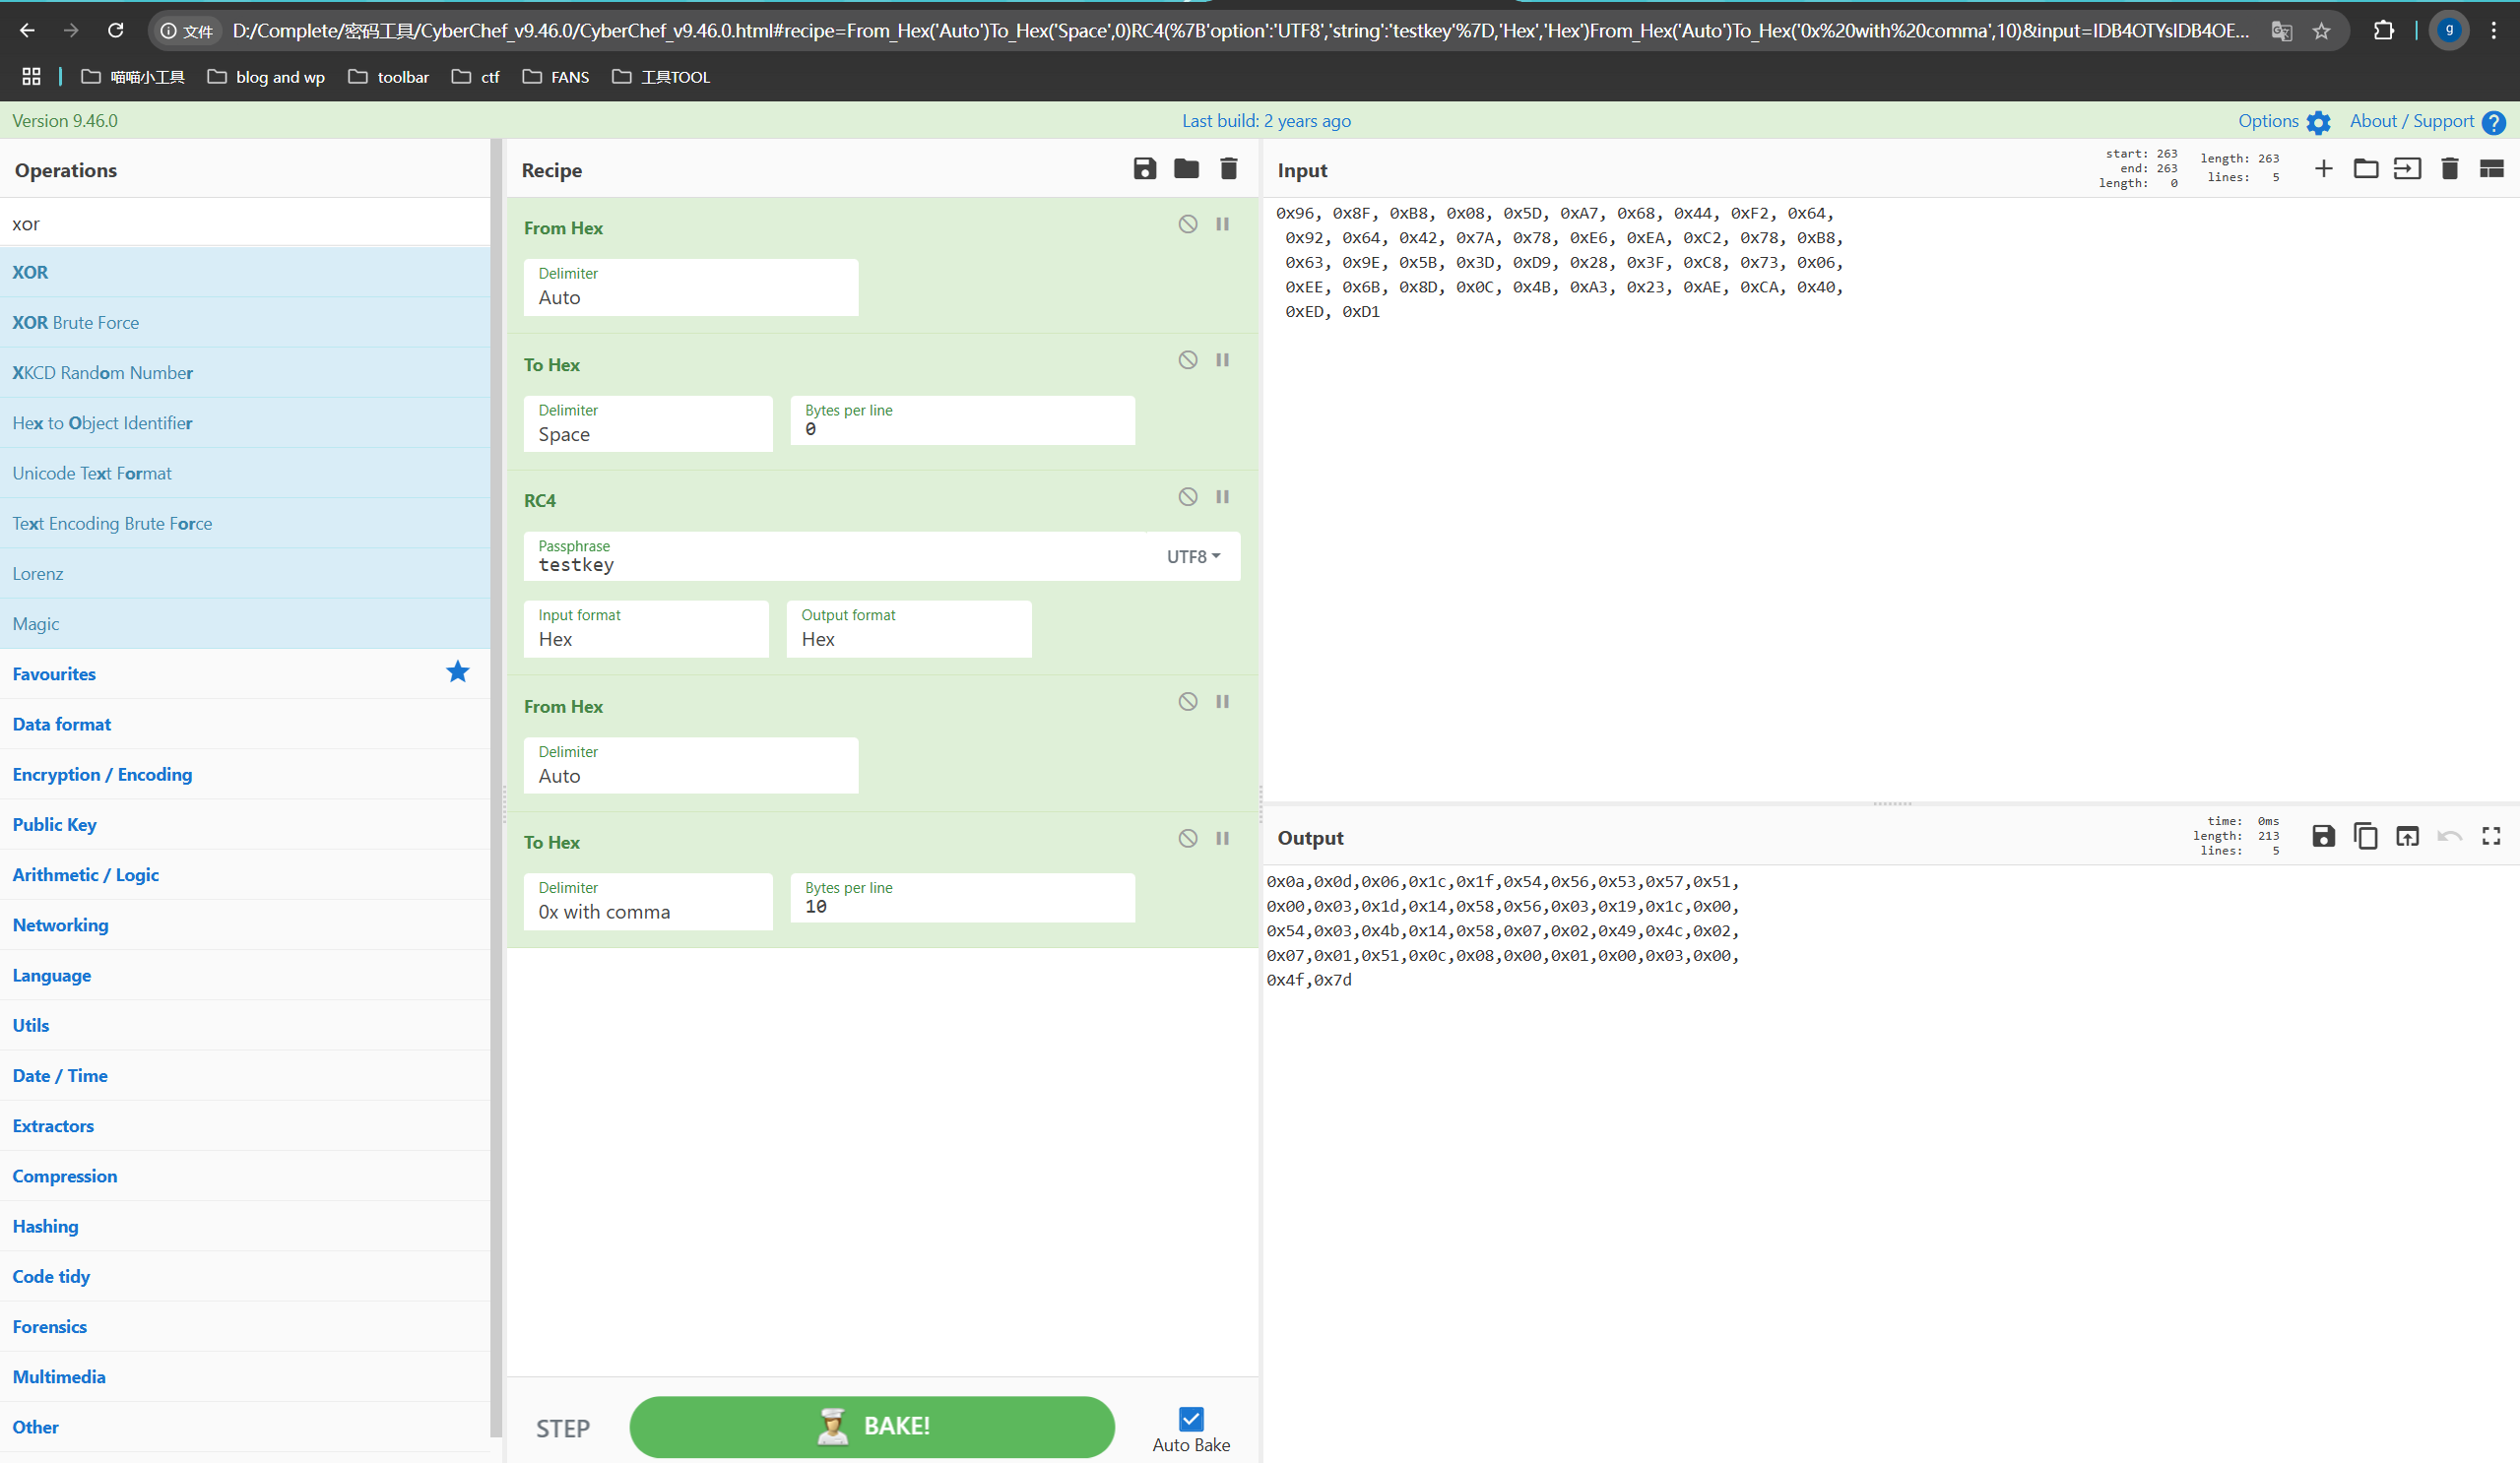 文件 D:/Complete/密码工具/CyberChef_v9.46.0/CyberChef_v9.46.0.html#recipe=From_Hex('Auto')To_Hex('Space',0)RC4(%7B'option':'UTF8','string':'testkey'%7D,'Hex','Hex')From_Hex('Auto')To_Hex('0x%20with%20comma',10)&input=IDB4OTYsIDB4OE... g
喵喵小工具 blog and wp toolbar ctf FANS 工具TOOL
Version 9.46.0 Last build: 2 years ago Options About / Support
Operations
xor
XOR
XOR Brute Force
XKCD Random Number
Hex to Object Identifier
Unicode Text Format
Text Encoding Brute Force
Lorenz
Magic
Favourites
Data format
Encryption / Encoding
Public Key
Arithmetic / Logic
Networking
Language
Utils
Date / Time
Extractors
Compression
Hashing
Code tidy
Forensics
Multimedia
Other
Recipe
From Hex
Delimiter
Auto
To Hex
Delimiter
Space
Bytes per line
0
RC4
Passphrase
testkey
UTF8
Input format
Hex
Output format
Hex
From Hex
Delimiter
Auto
To Hex
Delimiter
0x with comma
Bytes per line
10
STEP
BAKE!
Auto Bake
Input
start: 263
end: 263
length: 0
length: 263
lines: 5
0x96, 0x8F, 0xB8, 0x08, 0x5D, 0xA7, 0x68, 0x44, 0xF2, 0x64,
0x92, 0x64, 0x42, 0x7A, 0x78, 0xE6, 0xEA, 0xC2, 0x78, 0xB8,
0x63, 0x9E, 0x5B, 0x3D, 0xD9, 0x28, 0x3F, 0xC8, 0x73, 0x06,
0xEE, 0x6B, 0x8D, 0x0C, 0x4B, 0xA3, 0x23, 0xAE, 0xCA, 0x40,
0xED, 0xD1
Output
time: 0ms
length: 213
lines: 5
0x0a,0x0d,0x06,0x1c,0x1f,0x54,0x56,0x53,0x57,0x51,
0x00,0x03,0x1d,0x14,0x58,0x56,0x03,0x19,0x1c,0x00,
0x54,0x03,0x4b,0x14,0x58,0x07,0x02,0x49,0x4c,0x02,
0x07,0x01,0x51,0x0c,0x08,0x00,0x01,0x00,0x03,0x00,
0x4f,0x7d